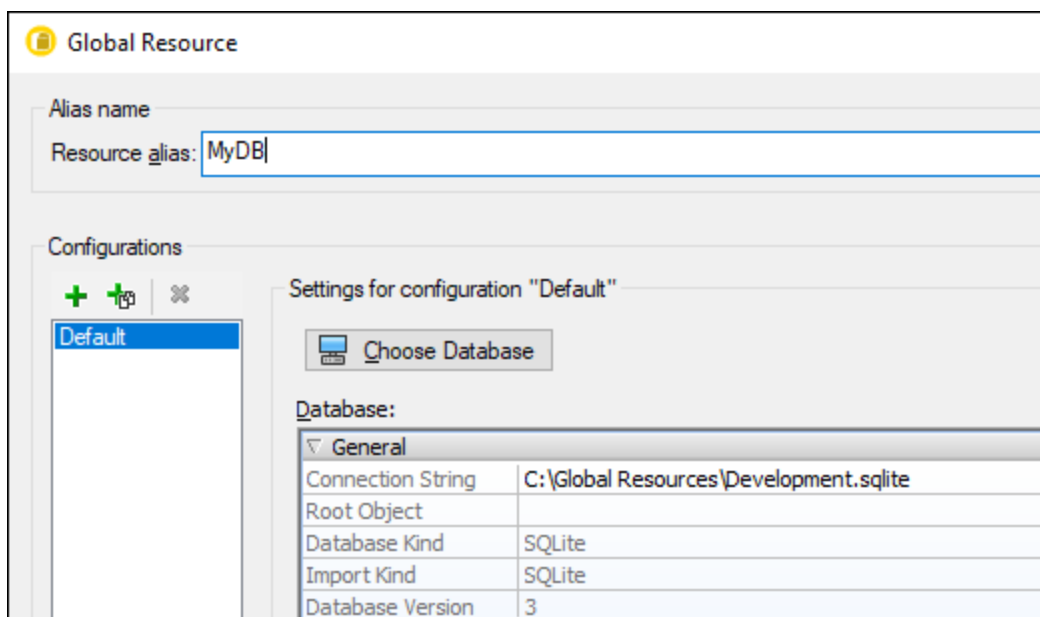 Global Resource
Alias name
Resource alias: MyDB
Configurations
Settings for configuration "Default"
Default
Choose Database
Database:
General
Connection String C:\Global Resources\Development.sqlite
Root Object
Database Kind SQLite
Import Kind SQLite
Database Version 3